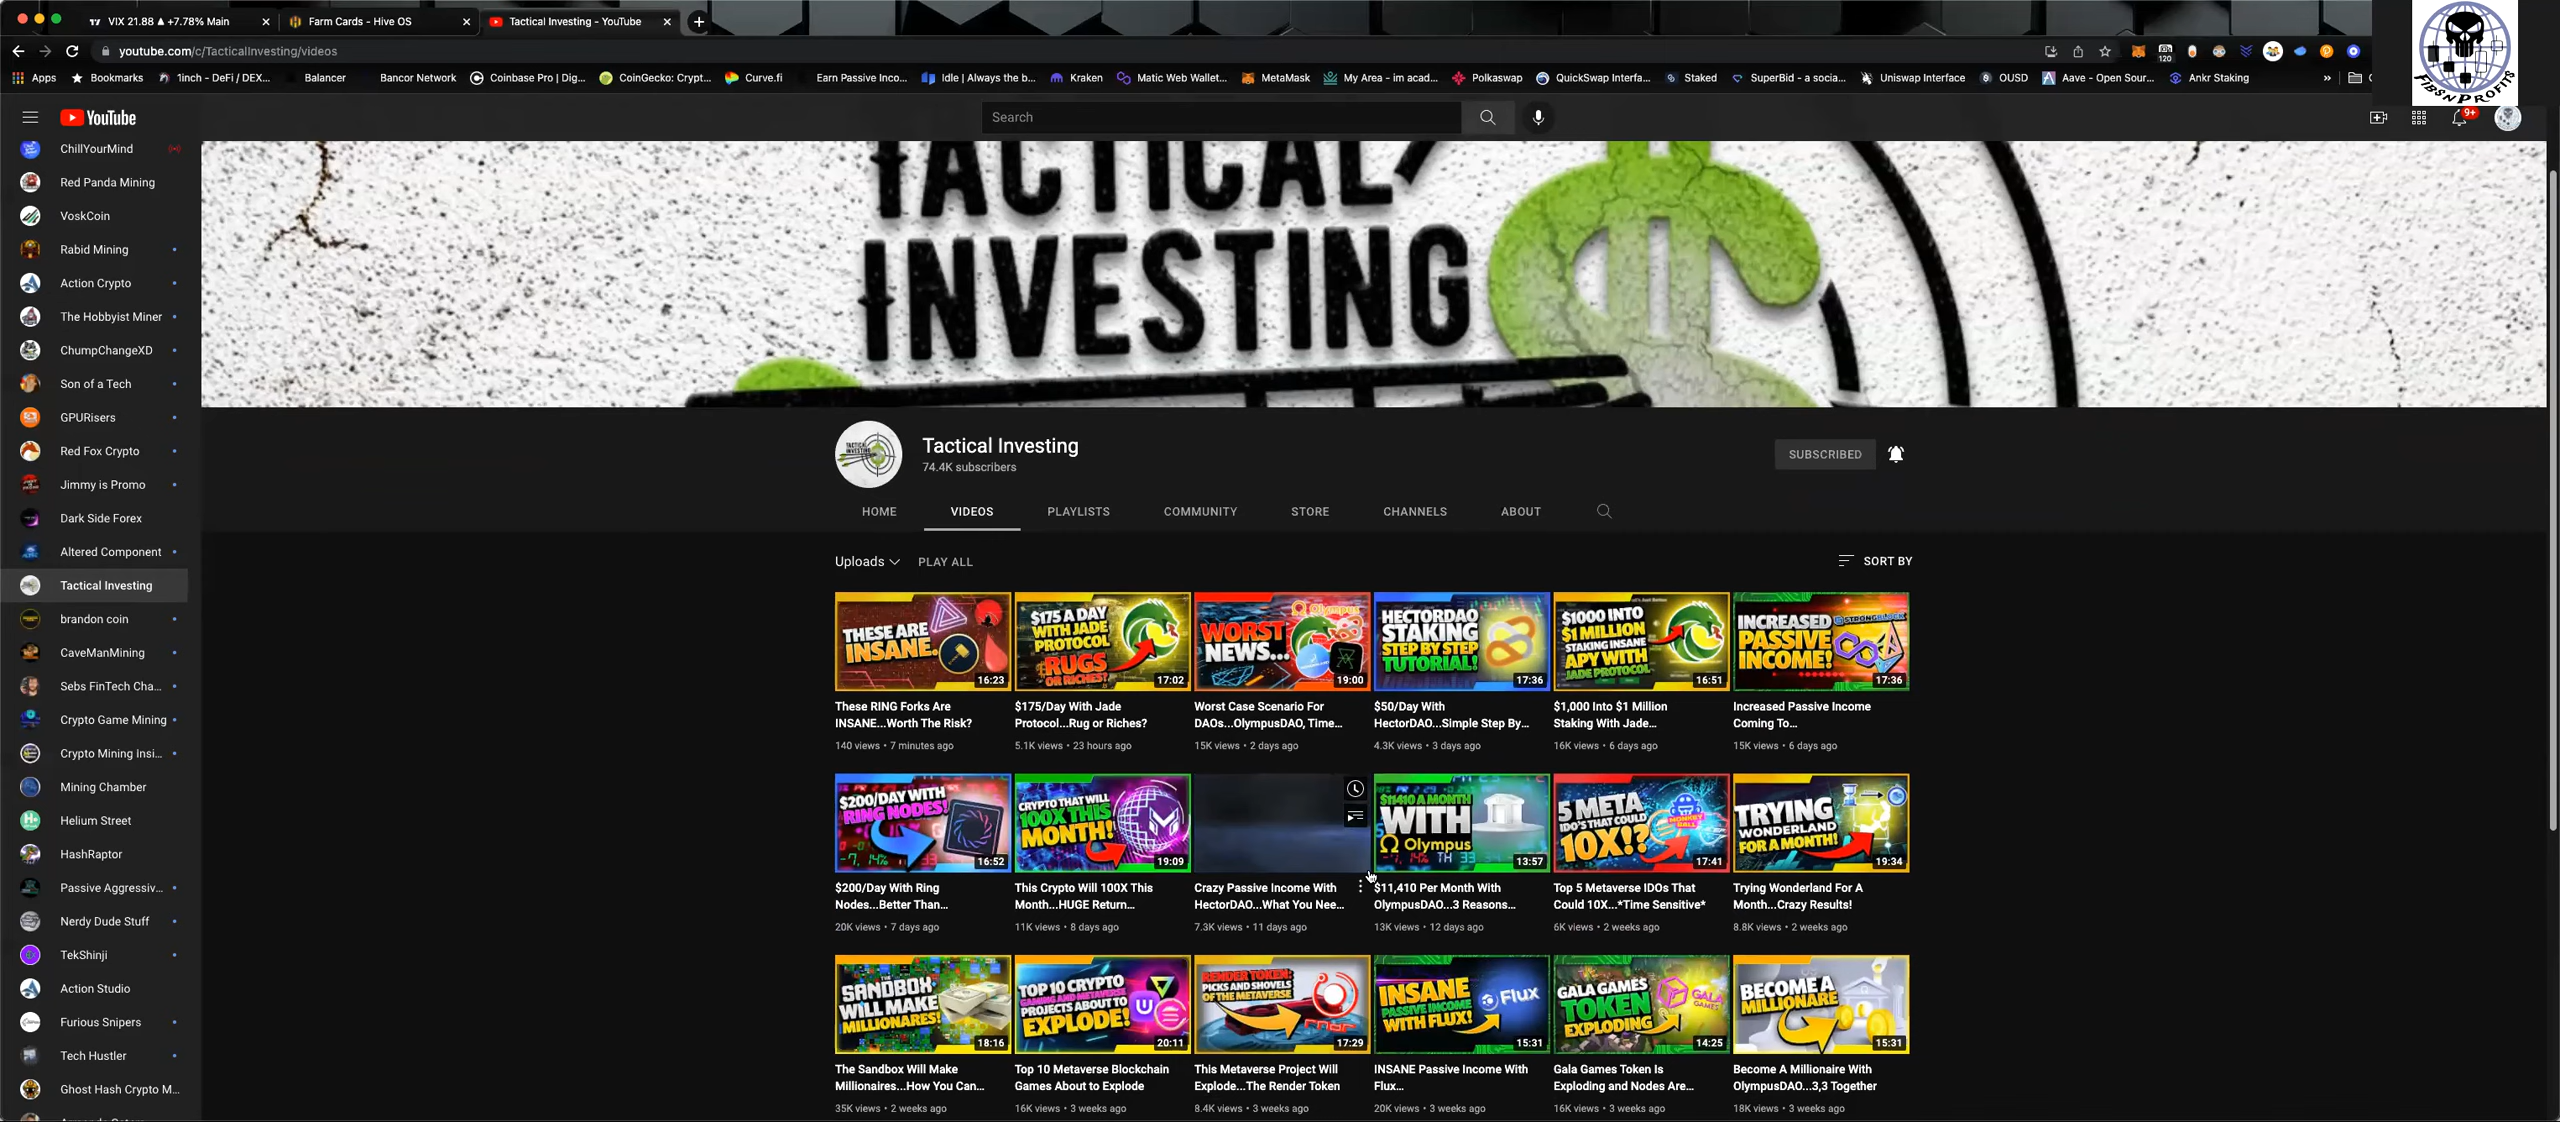 VIX 21.88 ▲ +7.78% Main
Farm Cards - Hive OS
Tactical Investing - YouTube
youtube.com/c/TacticalInvesting/videos
120
Apps
Bookmarks
1inch - DeFi / DEX...
Balancer
Bancor Network
Coinbase Pro | Dig...
CoinGecko: Crypt...
Curve.fi
Earn Passive Inco...
Idle | Always the b...
Kraken
Matic Web Wallet...
MetaMask
My Area - im acad...
Polkaswap
QuickSwap Interfa...
Staked
SuperBid - a socia...
Uniswap Interface
OUSD
Aave - Open Sour...
Ankr Staking
»
FIBSNPROFITS
YouTube
Search
9+
ChillYourMind
Red Panda Mining
VoskCoin
Rabid Mining
Action Crypto
The Hobbyist Miner
ChumpChangeXD
Son of a Tech
GPURisers
Red Fox Crypto
Jimmy is Promo
Dark Side Forex
Altered Component
Tactical Investing
brandon coin
CaveManMining
Sebs FinTech Cha...
Crypto Game Mining
Crypto Mining Insi...
Mining Chamber
Helium Street
HashRaptor
Passive Aggressiv...
Nerdy Dude Stuff
TekShinji
Action Studio
Furious Snipers
Tech Hustler
Ghost Hash Crypto M...
TACTICAL
INVESTING
TACTICAL
INVESTING
Tactical Investing
74.4K subscribers
SUBSCRIBED
HOME
VIDEOS
PLAYLISTS
COMMUNITY
STORE
CHANNELS
ABOUT
Uploads
PLAY ALL
SORT BY
THESE ARE
INSANE.
16:23
These RING Forks Are
INSANE...Worth The Risk?
140 views • 7 minutes ago
$175 A DAY
WITH JADE
PROTOCOL
RUGS
OR RICHES?
17:02
$175/Day With Jade
Protocol...Rug or Riches?
5.1K views • 23 hours ago
Olympus
WORST
NEWS...
19:00
Worst Case Scenario For
DAOs...OlympusDAO, Time...
15K views • 2 days ago
HECTORDAO
STAKING
STEP BY STEP
TUTORIAL!
17:36
$50/Day With
HectorDAO...Simple Step By...
4.3K views • 3 days ago
$1000 INTO
$1 MILLION
STAKING INSANE
APY WITH
JADE PROTOCOL
16:51
$1,000 Into $1 Million
Staking With Jade...
16K views • 6 days ago
STRONGBLOCK
INCREASED
PASSIVE
INCOME!
17:36
Increased Passive Income
Coming To...
15K views • 6 days ago
$200/DAY WITH
RING NODES!
-7, 14%
16:52
$200/Day With Ring
Nodes...Better Than...
20K views • 7 days ago
CRYPTO THAT WILL
100X THIS
MONTH!
19:09
This Crypto Will 100X This
Month...HUGE Return...
11K views • 8 days ago
Crazy Passive Income With
HectorDAO...What You Nee...
7.3K views • 11 days ago
$11410 A MONTH
WITH
Olympus
-7, 14% TH 33
13:57
$11,410 Per Month With
OlympusDAO...3 Reasons...
13K views • 12 days ago
5 META
IDO'S THAT COULD
10X!?
MONKEY
BALL
17:41
Top 5 Metaverse IDOs That
Could 10X...*Time Sensitive*
6K views • 2 weeks ago
TRYING
WONDERLAND
FOR A MONTH!
19:34
Trying Wonderland For A
Month...Crazy Results!
8.8K views • 2 weeks ago
SANDBOX
WILL MAKE
MILLIONARES!
18:16
The Sandbox Will Make
Millionaires...How You Can...
35K views • 2 weeks ago
TOP 10 CRYPTO
GAMING AND METAVERSE
PROJECTS ABOUT TO
EXPLODE!
20:11
Top 10 Metaverse Blockchain
Games About to Explode
16K views • 3 weeks ago
RENDER TOKEN:
PICKS AND SHOVELS
OF THE METAVERSE
17:29
This Metaverse Project Will
Explode...The Render Token
8.4K views • 3 weeks ago
INSANE
PASSIVE INCOME
WITH FLUX!
Flux
15:31
INSANE Passive Income With
Flux...
20K views • 3 weeks ago
GALA GAMES
TOKEN
EXPLODING
GALA
GAMES
14:25
Gala Games Token Is
Exploding and Nodes Are...
16K views • 3 weeks ago
BECOME A
MILLIONARE
15:31
Become A Millionaire With
OlympusDAO...3,3 Together
18K views • 3 weeks ago